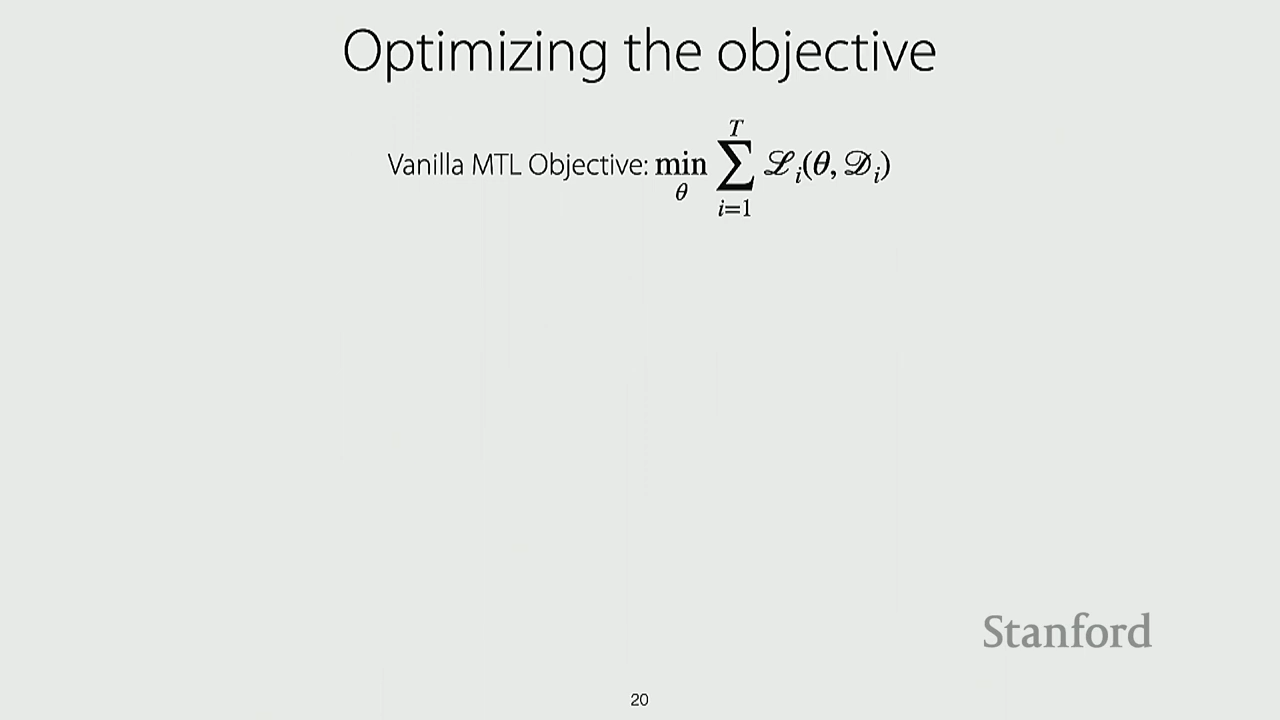 Optimizing the objective
Vanilla MTL Objective: min_θ ∑_{i=1}^{T} ℒ_i(θ, 𝒟_i)
Stanford
20